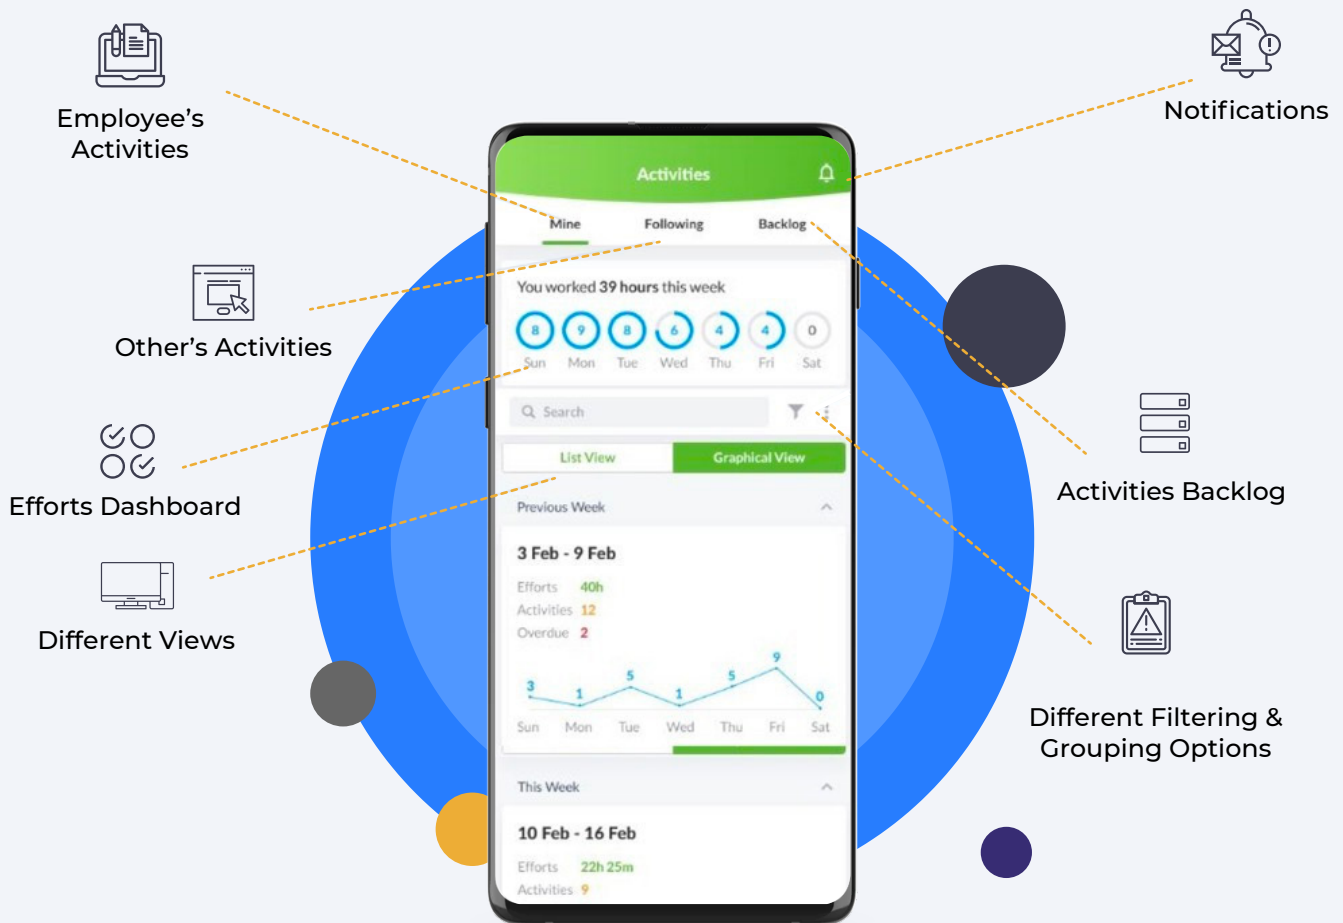 Employee's
Activities
Notifications
Other's Activities
Efforts Dashboard
Different Views
Activities Backlog
Different Filtering &
Grouping Options
Activities
Mine Following Backlog
You worked 39 hours this week
8 9 8 6 4 4 0
Sun Mon Tue Wed Thu Fri Sat
Search
List View Graphical View
Previous Week
3 Feb - 9 Feb
Efforts 40h
Activities 12
Overdue 2
3 1 5 1 5 9 0
Sun Mon Tue Wed Thu Fri Sat
This Week
10 Feb - 16 Feb
Efforts 22h 25m
Activities 9